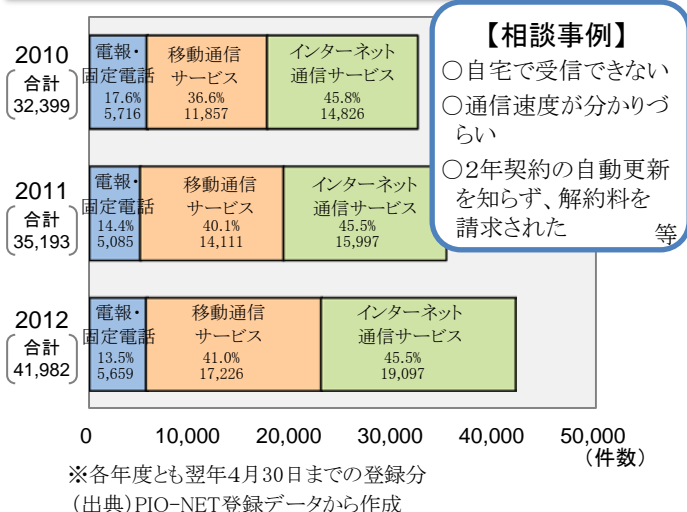 2010
合計
32,399
電報・
固定電話
17.6%
5,716
移動通信
サービス
36.6%
11,857
インターネット
通信サービス
45.8%
14,826
【相談事例】
○自宅で受信できない
○通信速度が分かりづ
らい
○2年契約の自動更新
を知らず、解約料を
請求された
等
2011
合計
35,193
電報・
固定電話
14.4%
5,085
移動通信
サービス
40.1%
14,111
インターネット
通信サービス
45.5%
15,997
2012
合計
41,982
電報・
固定電話
13.5%
5,659
移動通信
サービス
41.0%
17,226
インターネット
通信サービス
45.5%
19,097
0 10,000 20,000 30,000 40,000 50,000
(件数)
※各年度とも翌年4月30日までの登録分
(出典)PIO-NET登録データから作成